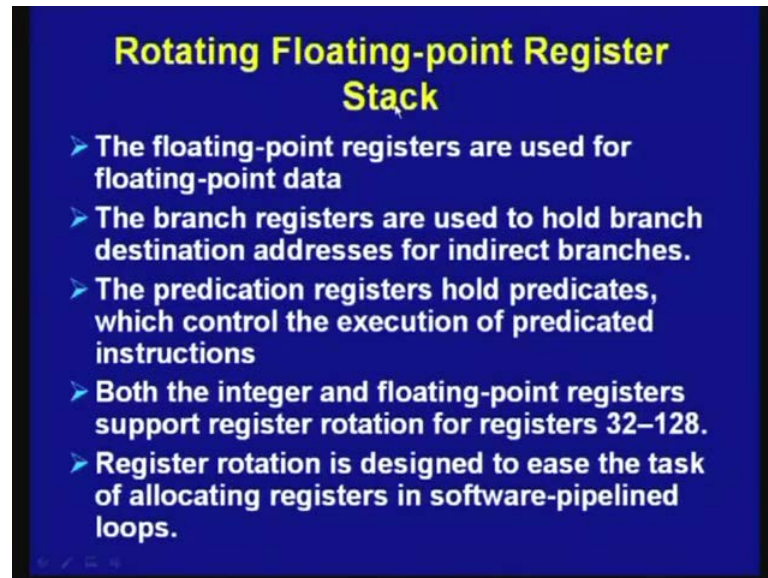 Rotating Floating-point Register
Stack
The floating-point registers are used for
floating-point data
The branch registers are used to hold branch
destination addresses for indirect branches.
The predication registers hold predicates,
which control the execution of predicated
instructions
Both the integer and floating-point registers
support register rotation for registers 32–128.
Register rotation is designed to ease the task
of allocating registers in software-pipelined
loops.